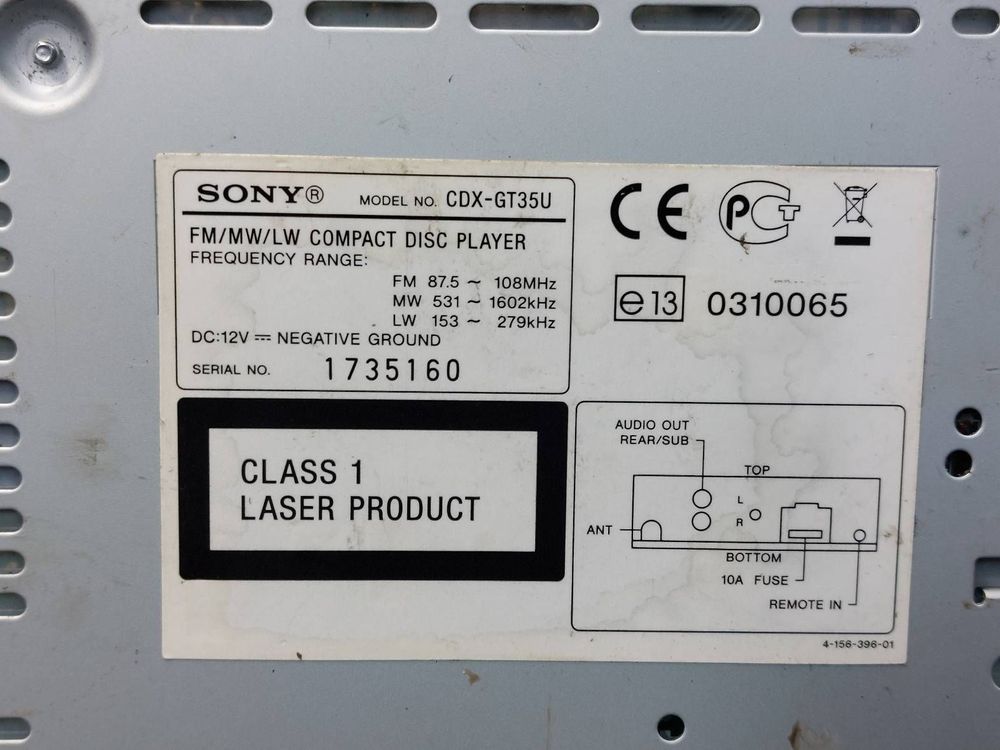 SONY® MODEL NO. CDX-GT35U
FM/MW/LW COMPACT DISC PLAYER
FREQUENCY RANGE:
FM 87.5 ~ 108MHz
MW 531 ~ 1602kHz
LW 153 ~ 279kHz
DC:12V ⎓ NEGATIVE GROUND
SERIAL NO. 1735160
CE PCT
e13 0310065
CLASS 1
LASER PRODUCT
AUDIO OUT
REAR/SUB
TOP
L
R
ANT
BOTTOM
10A FUSE
REMOTE IN
4-156-396-01